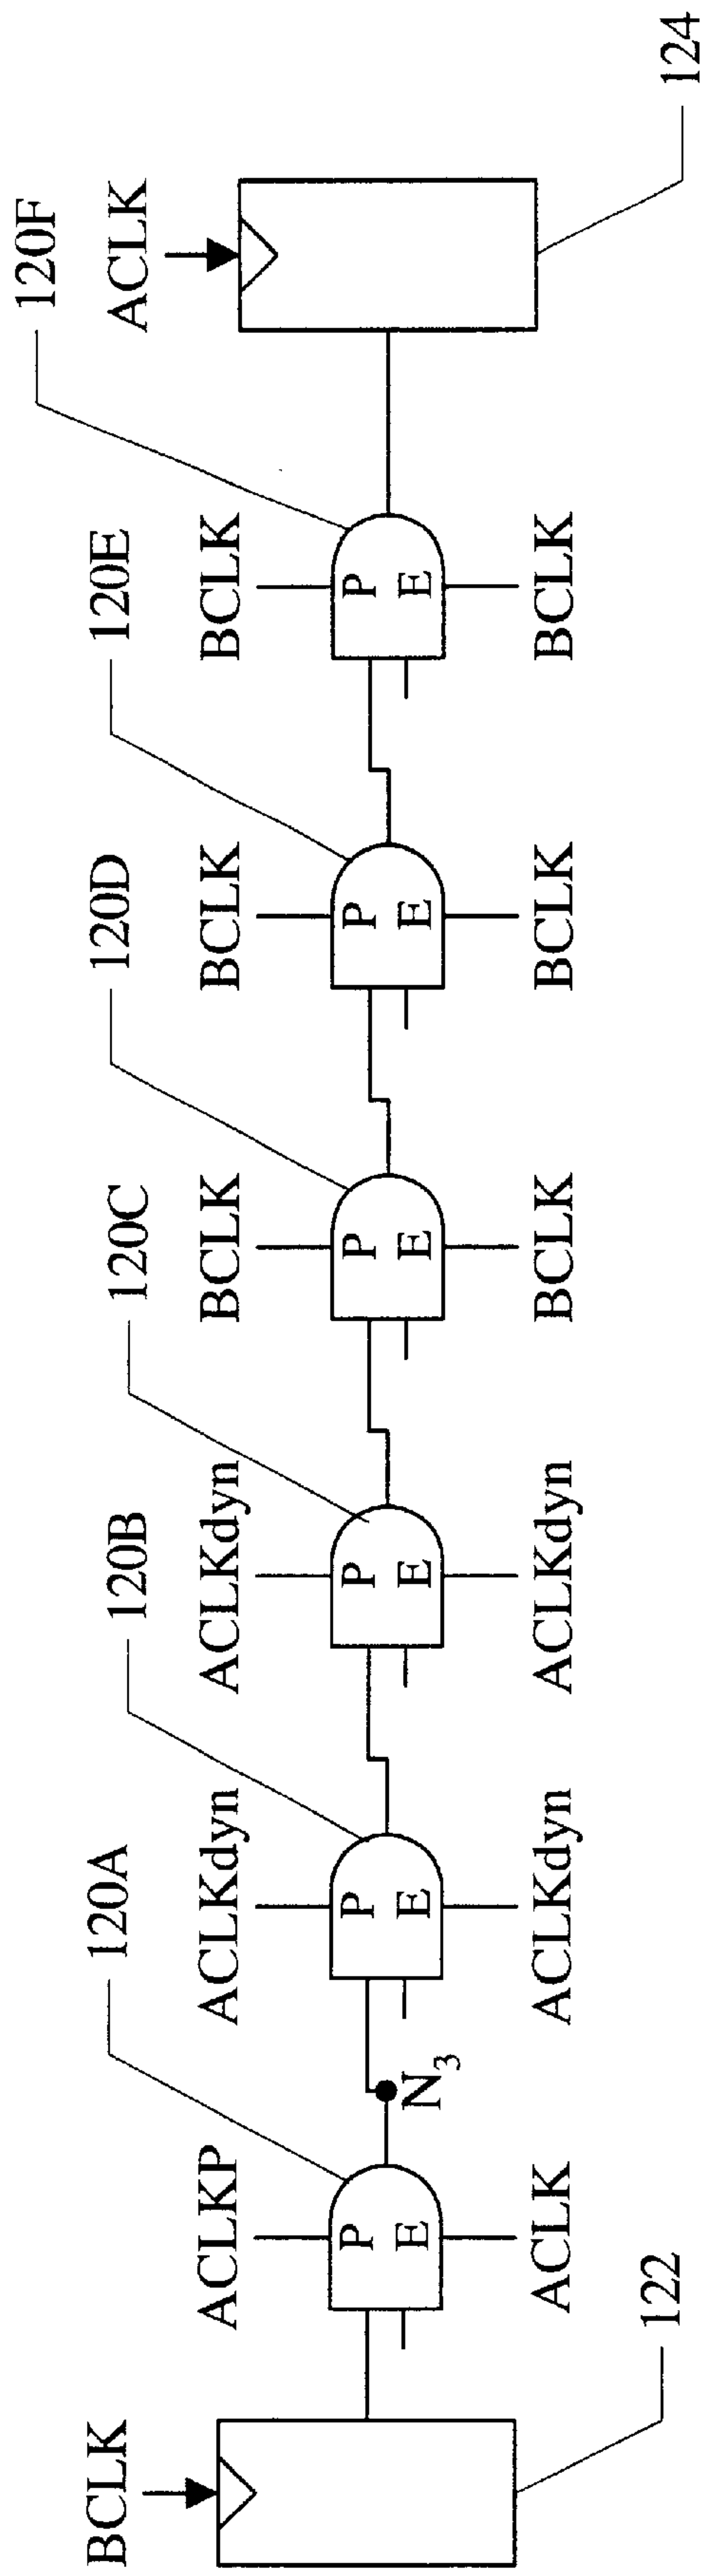 120A
120B
120C
120D
120E
120F
BCLK
ACLKP
ACLKdyn
ACLKdyn
BCLK
BCLK
BCLK
ACLK
P
E
P
E
P
E
P
E
P
E
P
E
N3
ACLK
ACLKdyn
ACLKdyn
BCLK
BCLK
BCLK
122
124